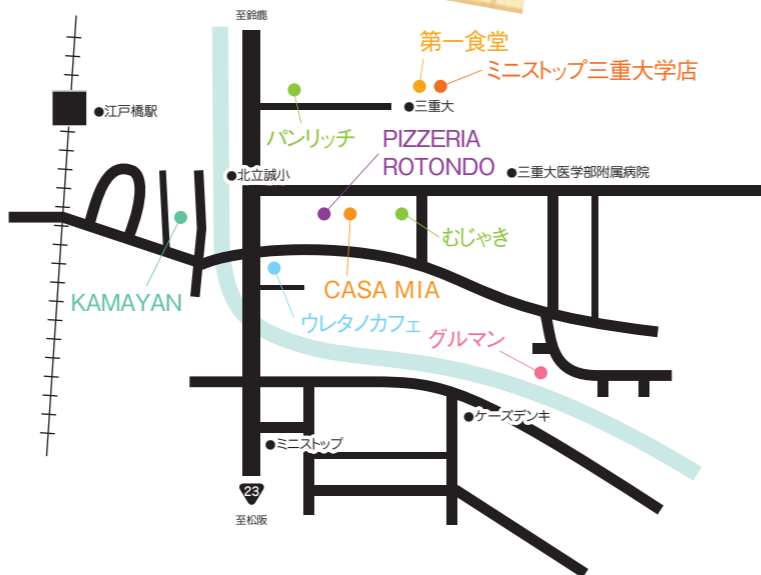 至鈴鹿
第一食堂
ミニストップ三重大学店
●江戸橋駅
●三重大
パンリッチ
PIZZERIA
ROTONDO
●三重大医学部附属病院
●北立誠小
むじゃき
KAMAYAN
CASA MIA
ウレタノカフェ
グルマン
●ケーズデンキ
●ミニストップ
23
至松阪